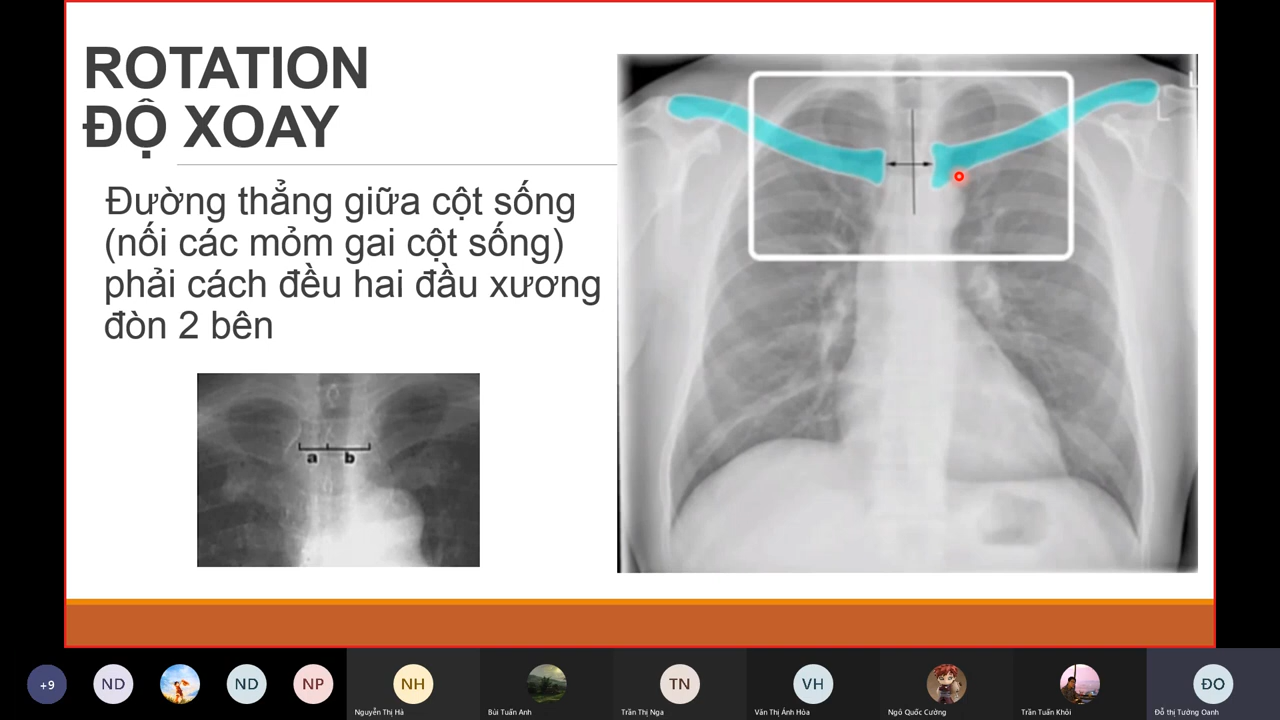 ROTATION
ĐỘ XOAY
Đường thẳng giữa cột sống
(nối các mỏm gai cột sống)
phải cách đều hai đầu xương
đòn 2 bên
a b
L
L
+9
ND
ND
NP
NH
TN
VH
ĐO
Nguyễn Thị Hà
Bùi Tuấn Anh
Trần Thị Nga
Văn Thị Ánh Hòa
Ngô Quốc Cường
Trần Tuấn Khôi
Đỗ thị Tường Oanh